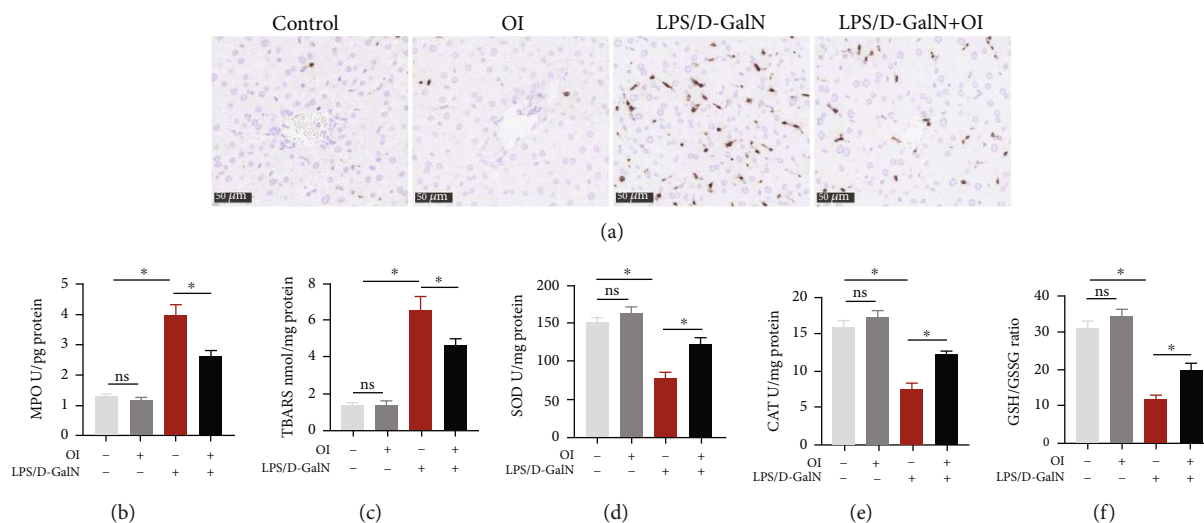 Control OI LPS/D-GalN LPS/D-GalN+OI
50 μm 50 μm 50 μm 50 μm
(a)
MPO U/pg protein
5
4
3
2
1
0
* *
ns
OI − + − +
LPS/D-GalN − − + +
(b)
TBARS nmol/mg protein
8
6
4
2
0
* *
ns
OI − + − +
LPS/D-GalN − − + +
(c)
SOD U/mg protein
200
150
100
50
0
*
ns
*
OI − + − +
LPS/D-GalN − − + +
(d)
CAT U/mg protein
20
15
10
5
0
*
ns
*
OI − + − +
LPS/D-GalN − − + +
(e)
GSH/GSSG ratio
40
30
20
10
0
*
ns
*
OI − + − +
LPS/D-GalN − − + +
(f)